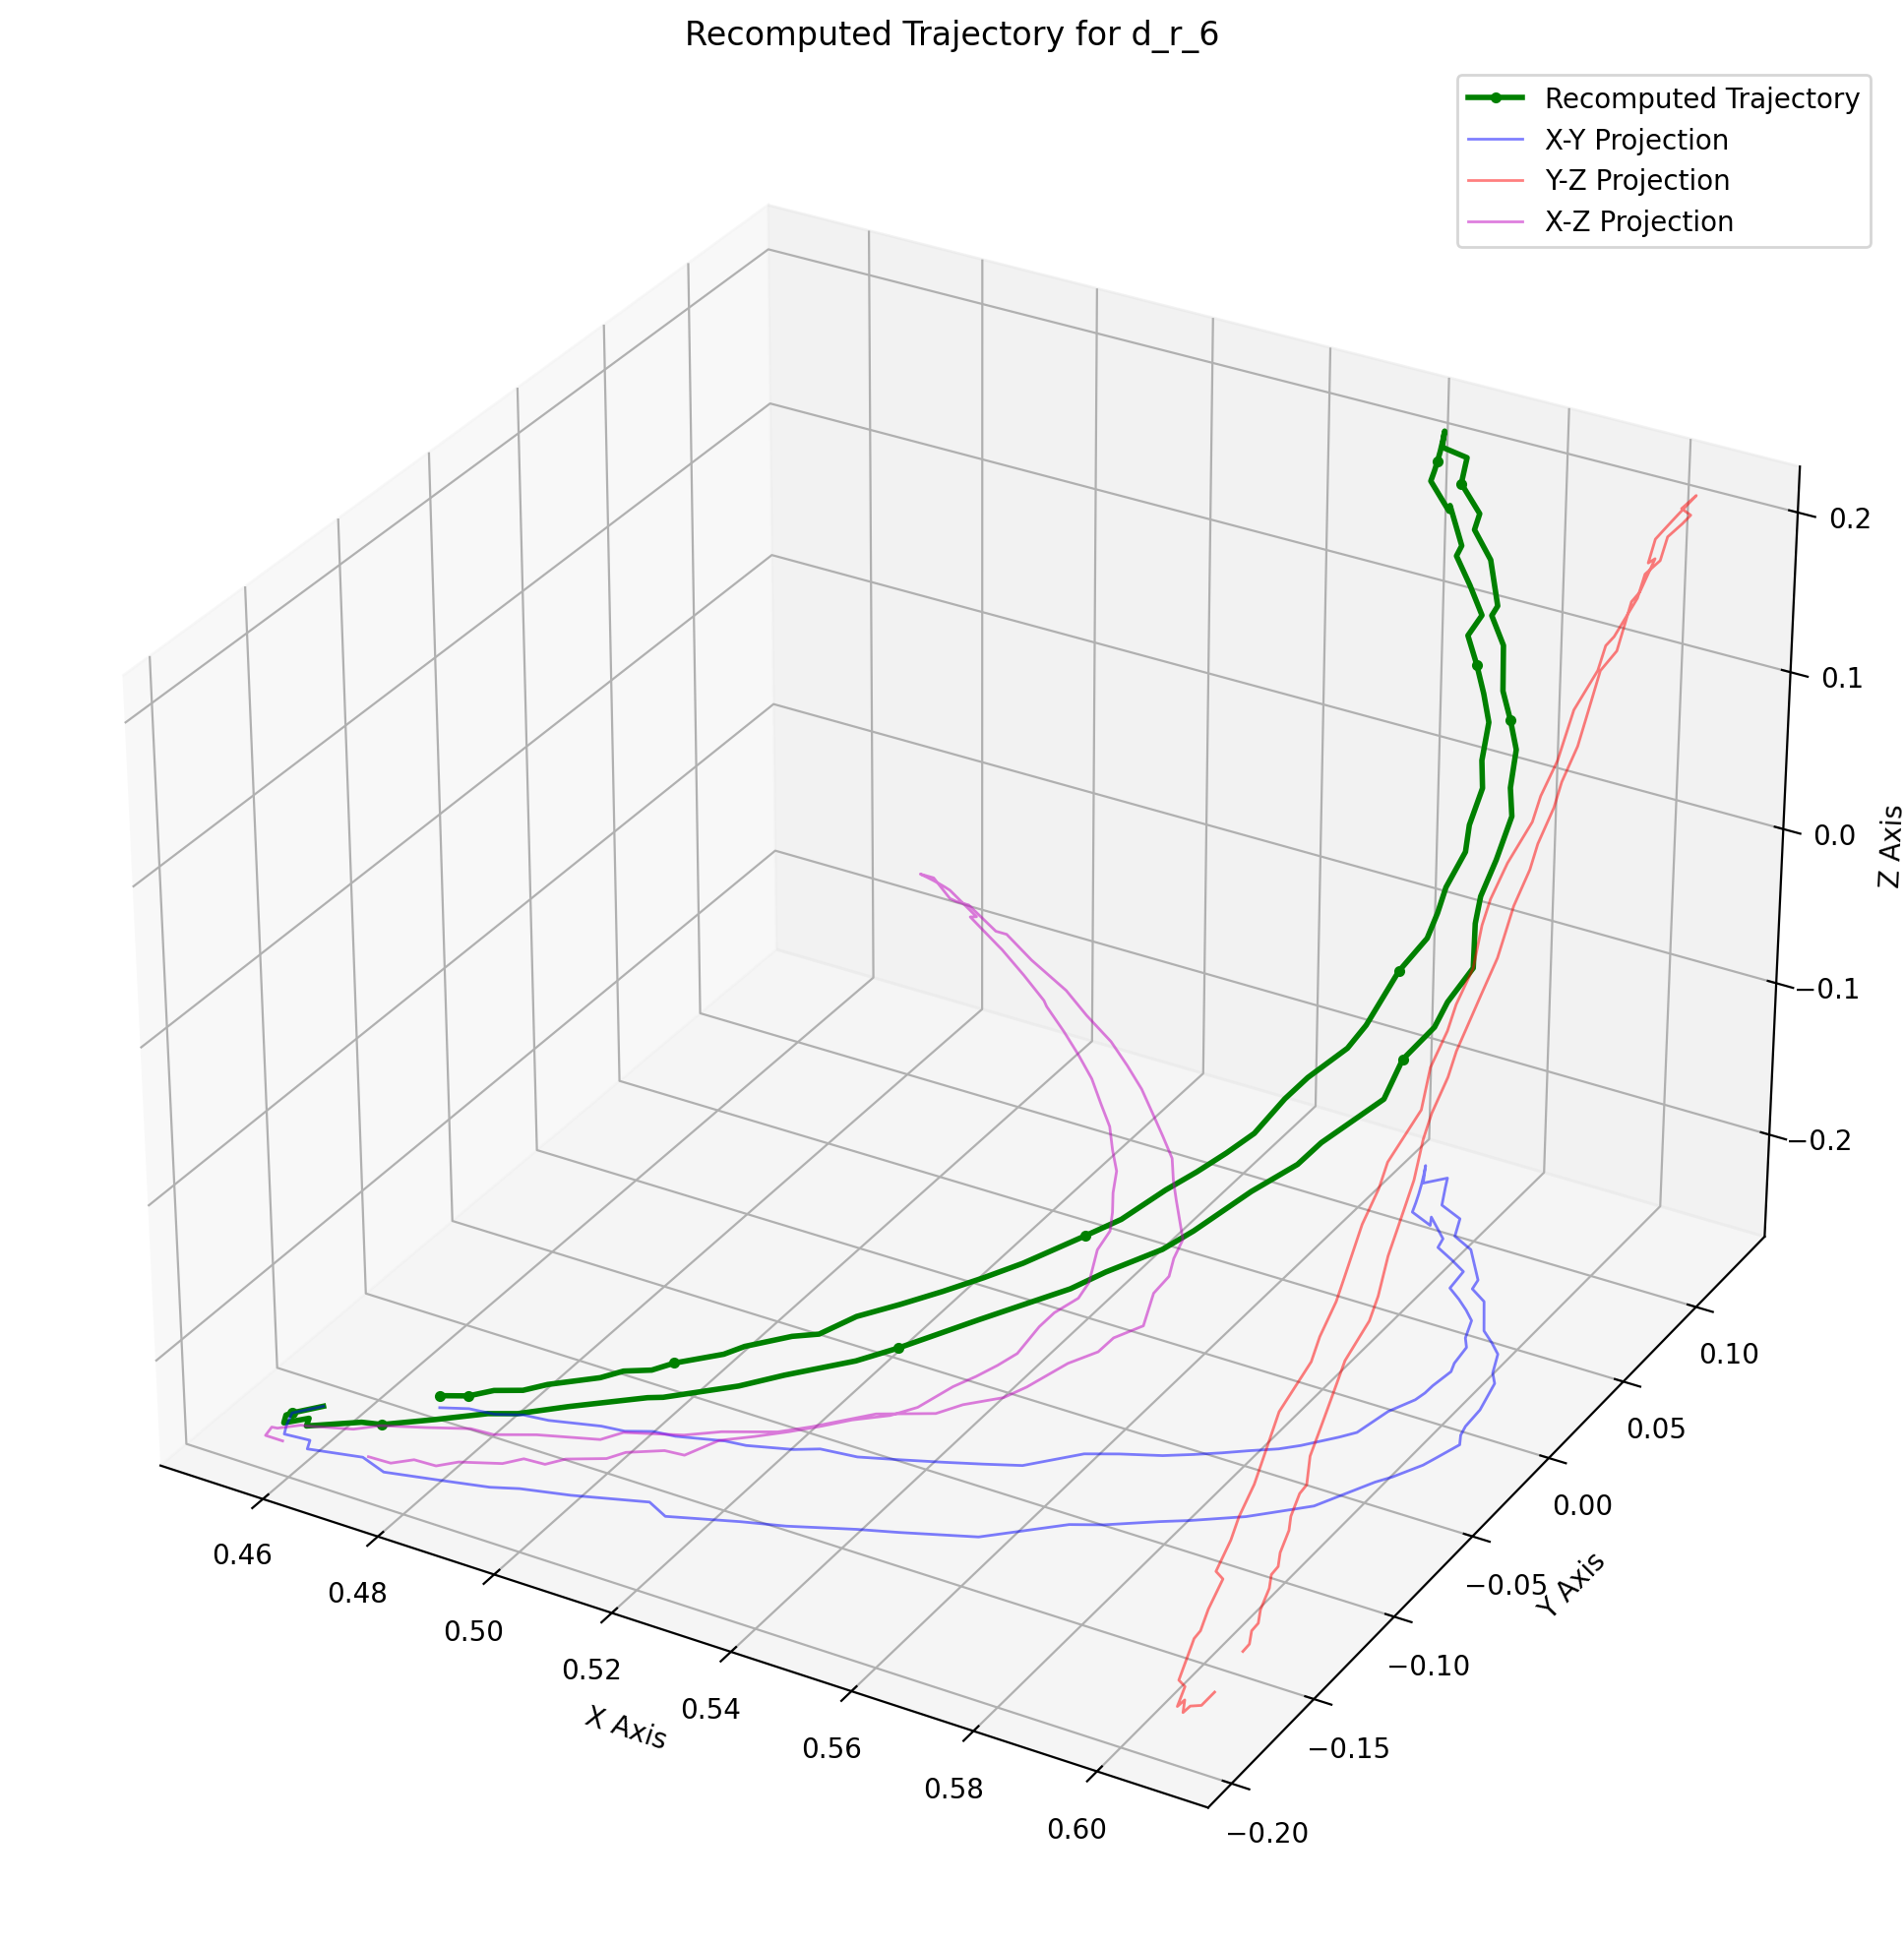 Recomputed Trajectory for d_r_6
Recomputed Trajectory
X-Y Projection
Y-Z Projection
X-Z Projection
0.2
0.1
0.0
−0.1
−0.2
Z Axis
0.10
0.05
0.00
−0.05
−0.10
−0.15
−0.20
Y Axis
0.46
0.48
0.50
0.52
0.54
0.56
0.58
0.60
X Axis